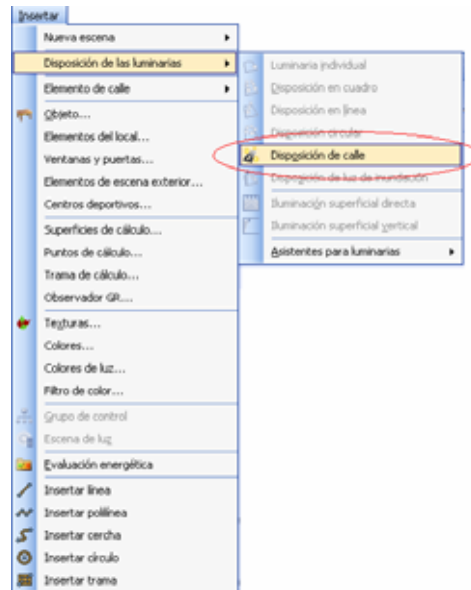 Insertar
Nueva escena
Disposición de las luminarias
Elemento de calle
Objeto...
Elementos del local...
Ventanas y puertas...
Elementos de escena exterior...
Centros deportivos...
Superficies de cálculo...
Puntos de cálculo...
Trama de cálculo...
Observador GR...
Texturas...
Colores...
Colores de luz...
Filtro de color...
Grupo de control
Escena de luz
Evaluación energética
Insertar línea
Insertar polilínea
Insertar cercha
Insertar círculo
Insertar trama
Luminaria individual
Disposición en cuadro
Disposición en línea
Disposición circular
Disposición de calle
Disposición de luz de inundación
Iluminación superficial directa
Iluminación superficial vertical
Asistentes para luminarias